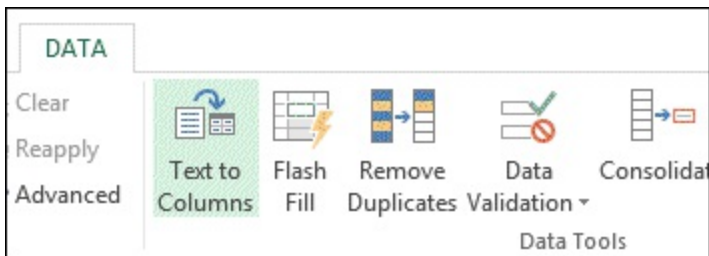 DATA
Clear
Reapply
Advanced
Text to
Columns
Flash
Fill
Remove
Duplicates
Data
Validation
Consolidat
Data Tools